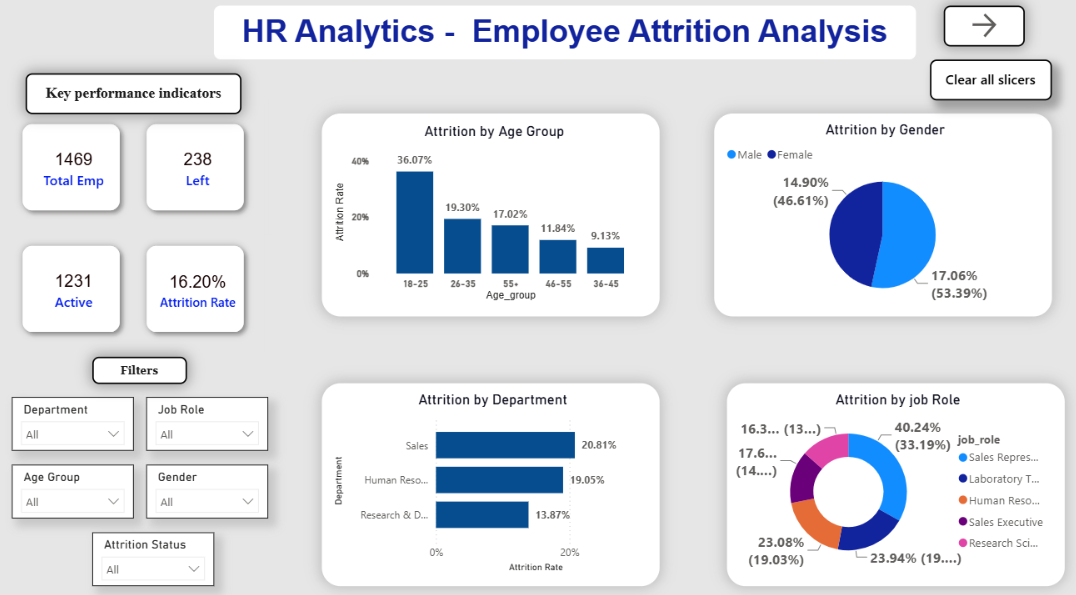 HR Analytics - Employee Attrition Analysis
Clear all slicers
Key performance indicators
1469
Total Emp
238
Left
1231
Active
16.20%
Attrition Rate
Filters
Department
All
Job Role
All
Age Group
All
Gender
All
Attrition Status
All
Attrition by Age Group
Attrition Rate
40%
20%
0%
36.07%
19.30%
17.02%
11.84%
9.13%
18-25 26-35 55+ 46-55 36-45
Age_group
Attrition by Gender
Male Female
14.90%
(46.61%)
17.06%
(53.39%)
Attrition by Department
Department
Sales 20.81%
Human Reso... 19.05%
Research & D... 13.87%
0% 20%
Attrition Rate
Attrition by job Role
16.3... (13...)
17.6...
(14....)
23.08%
(19.03%)
40.24%
(33.19%)
23.94% (19....)
job_role
Sales Repres...
Laboratory T...
Human Reso...
Sales Executive
Research Sci...